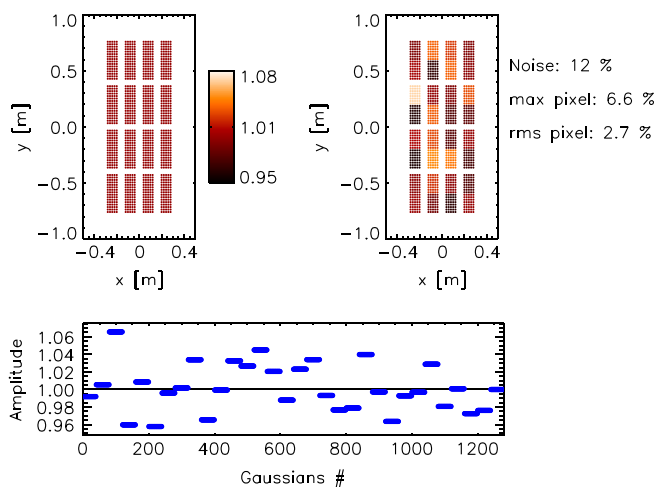 1.0
0.5
0.0
−0.5
−1.0
y [m]
−0.4 0 0.4
x [m]
1.08
1.01
0.95
1.0
0.5
0.0
−0.5
−1.0
y [m]
−0.4 0 0.4
x [m]
Noise: 12 %
max pixel: 6.6 %
rms pixel: 2.7 %
1.06
1.04
1.02
1.00
0.98
0.96
Amplitude
0 200 400 600 800 1000 1200
Gaussians #